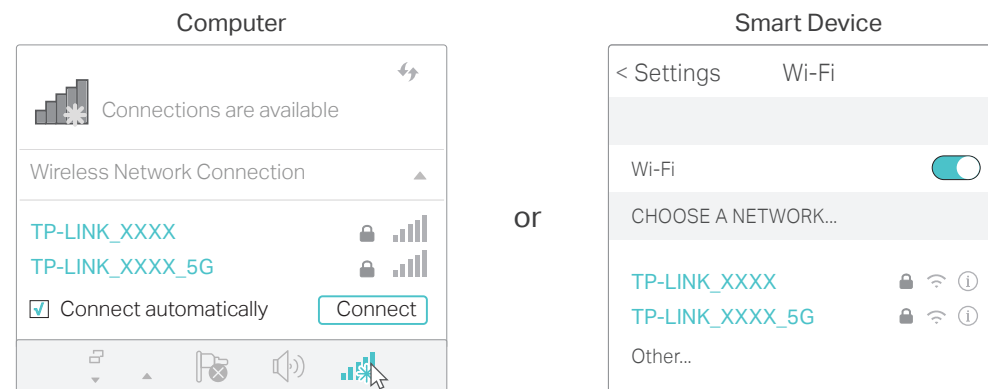 Computer
Connections are available
Wireless Network Connection
TP-LINK_XXXX
TP-LINK_XXXX_5G
Connect automatically
Connect
or
Smart Device
< Settings
Wi-Fi
Wi-Fi
CHOOSE A NETWORK...
TP-LINK_XXXX
TP-LINK_XXXX_5G
Other...